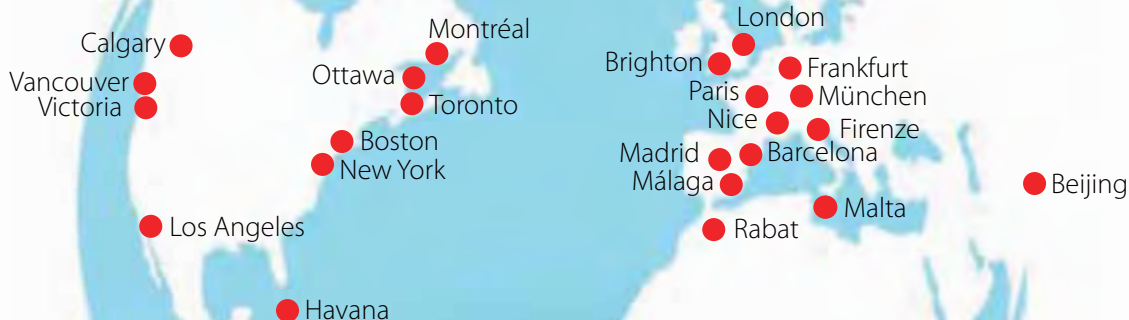 London
Montréal
Calgary
Brighton
Frankfurt
Ottawa
Vancouver
Paris
München
Victoria
Toronto
Nice
Firenze
Boston
Madrid
Barcelona
New York
Málaga
Beijing
Malta
Los Angeles
Rabat
Havana